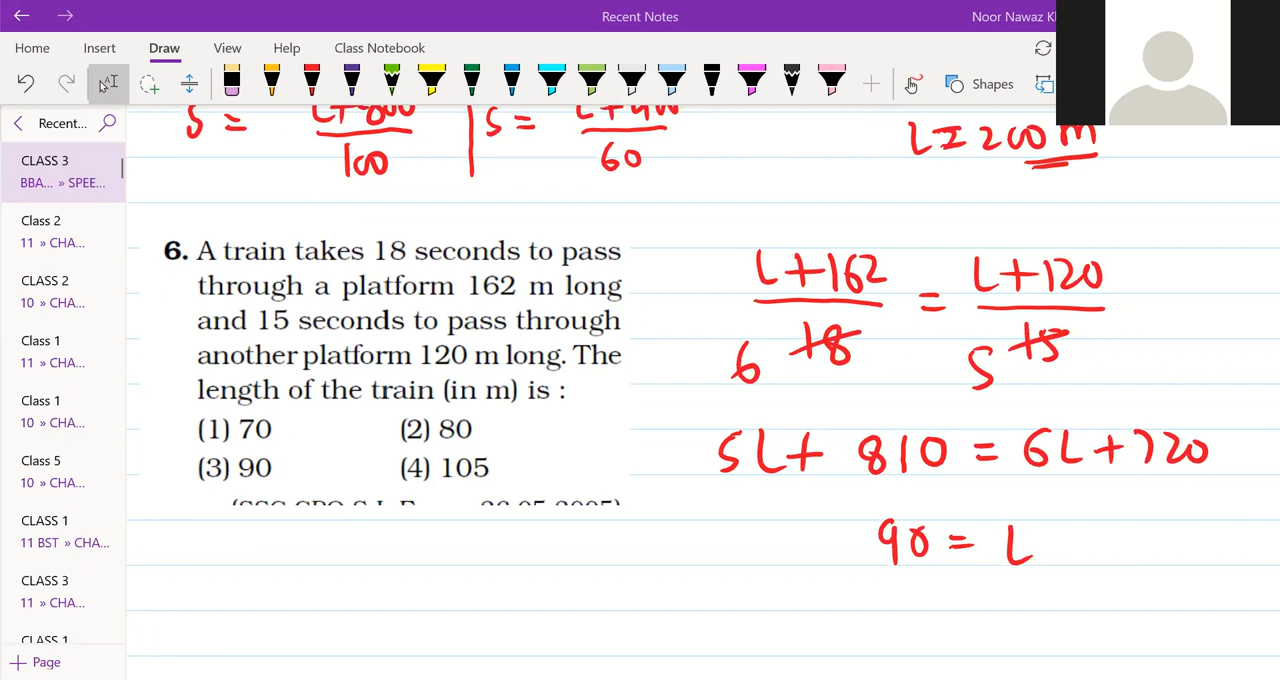 Recent Notes
Noor Nawaz
Home Insert Draw View Help Class Notebook
Shapes
Recent...
CLASS 3
BBA... » SPEE...
Class 2
11 » CHA...
CLASS 2
10 » CHA...
Class 1
11 » CHA...
Class 1
10 » CHA...
Class 5
10 » CHA...
CLASS 1
11 BST » CHA...
CLASS 3
11 » CHA...
CLASS 1
Page
S = L+800 | S = L+400
100 60
L = 200 m
6. A train takes 18 seconds to pass
through a platform 162 m long
and 15 seconds to pass through
another platform 120 m long. The
length of the train (in m) is :
(1) 70 (2) 80
(3) 90 (4) 105
L+162 = L+120
6 18 5 15
5L+ 810 = 6L+720
90 = L